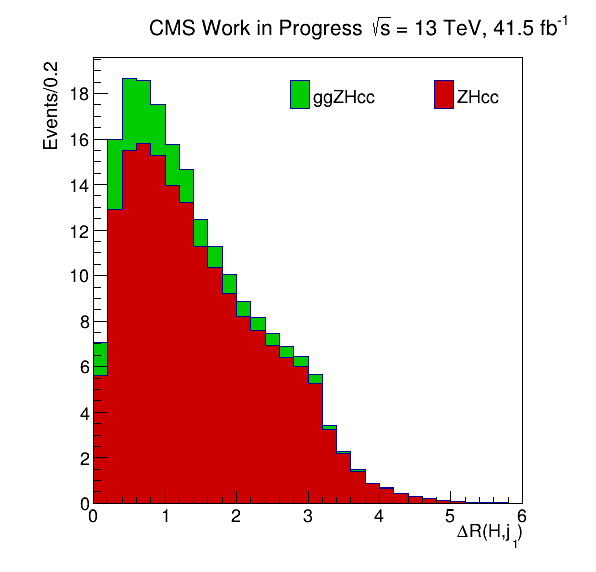 CMS Work in Progress √s = 13 TeV, 41.5 fb⁻¹
Events/0.2
ggZHcc ZHcc
18
16
14
12
10
8
6
4
2
0
0 1 2 3 4 5 6
ΔR(H,j₁)